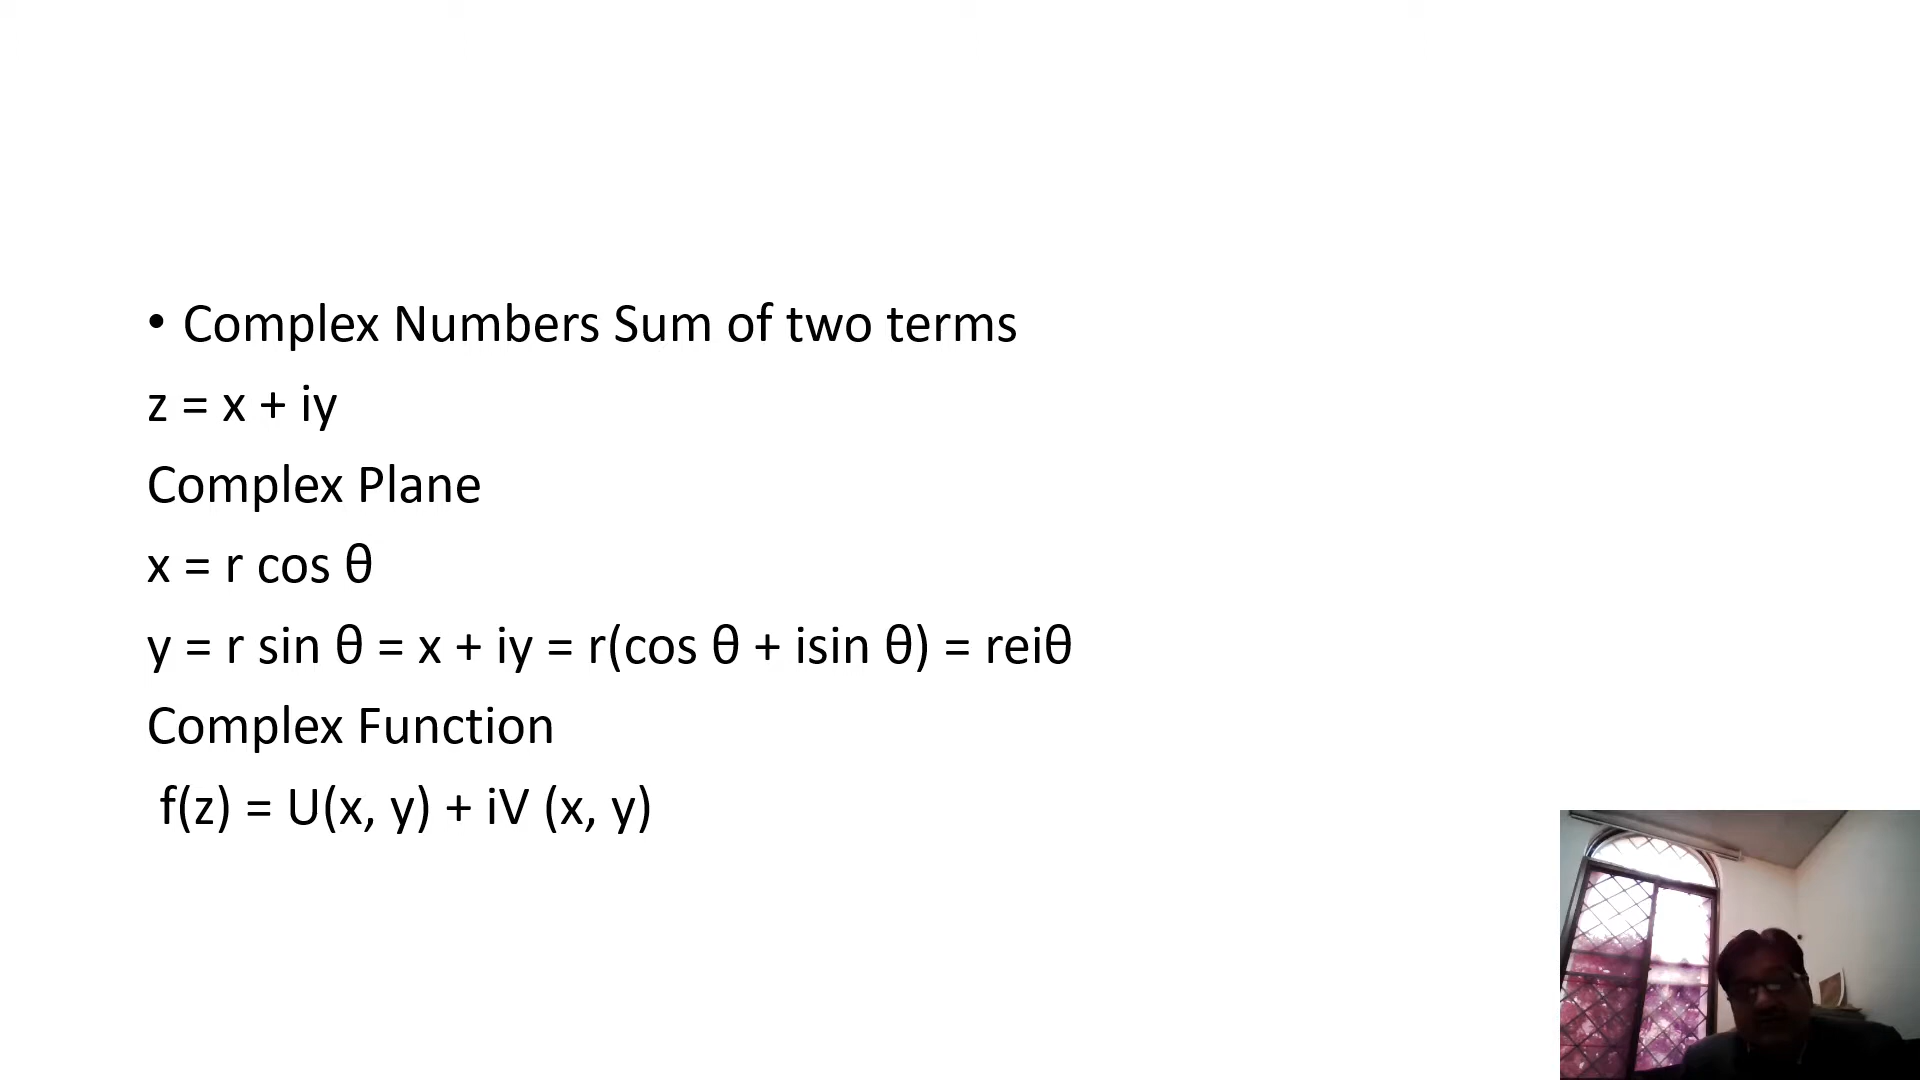 • Complex Numbers Sum of two terms
z = x + iy
Complex Plane
x = r cos θ
y = r sin θ = x + iy = r(cos θ + isin θ) = reiθ
Complex Function
f(z) = U(x, y) + iV (x, y)